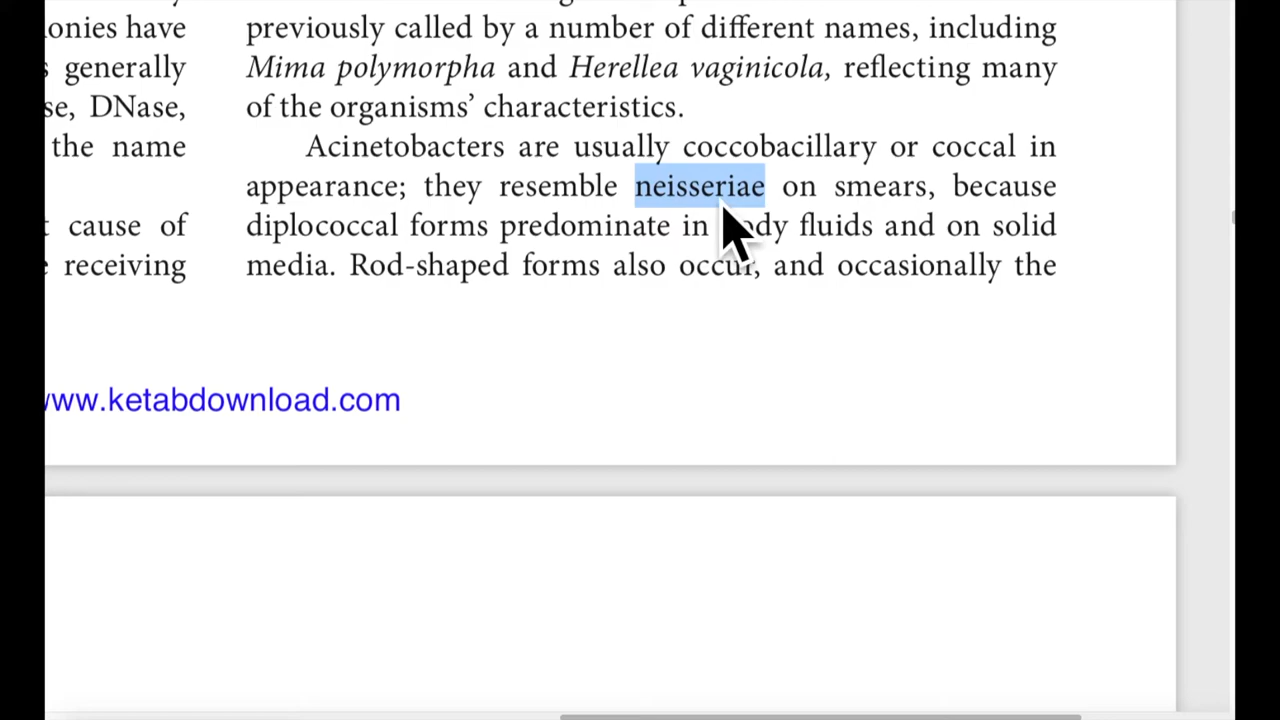 onies have
generally
se, DNase,
the name
cause of
receiving
previously called by a number of different names, including
Mima polymorpha and Herellea vaginicola, reflecting many
of the organisms’ characteristics.
Acinetobacters are usually coccobacillary or coccal in
appearance; they resemble neisseriae on smears, because
diplococcal forms predominate in body fluids and on solid
media. Rod-shaped forms also occur, and occasionally the
www.ketabdownload.com